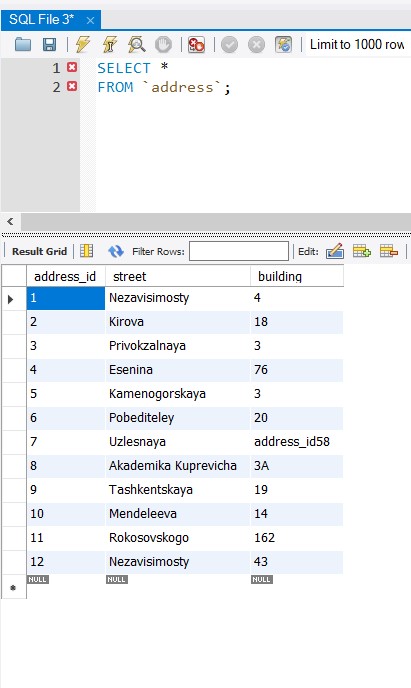 SQL File 3*
Limit to 1000 row
1 SELECT *
2 FROM `address`;
Result Grid Filter Rows: Edit:
address_id street building
1 Nezavisimosty 4
2 Kirova 18
3 Privokzalnaya 3
4 Esenina 76
5 Kamenogorskaya 3
6 Pobediteley 20
7 Uzlesnaya address_id58
8 Akademika Kuprevicha 3A
9 Tashkentskaya 19
10 Mendeleeva 14
11 Rokosovskogo 162
12 Nezavisimosty 43
NULL NULL NULL